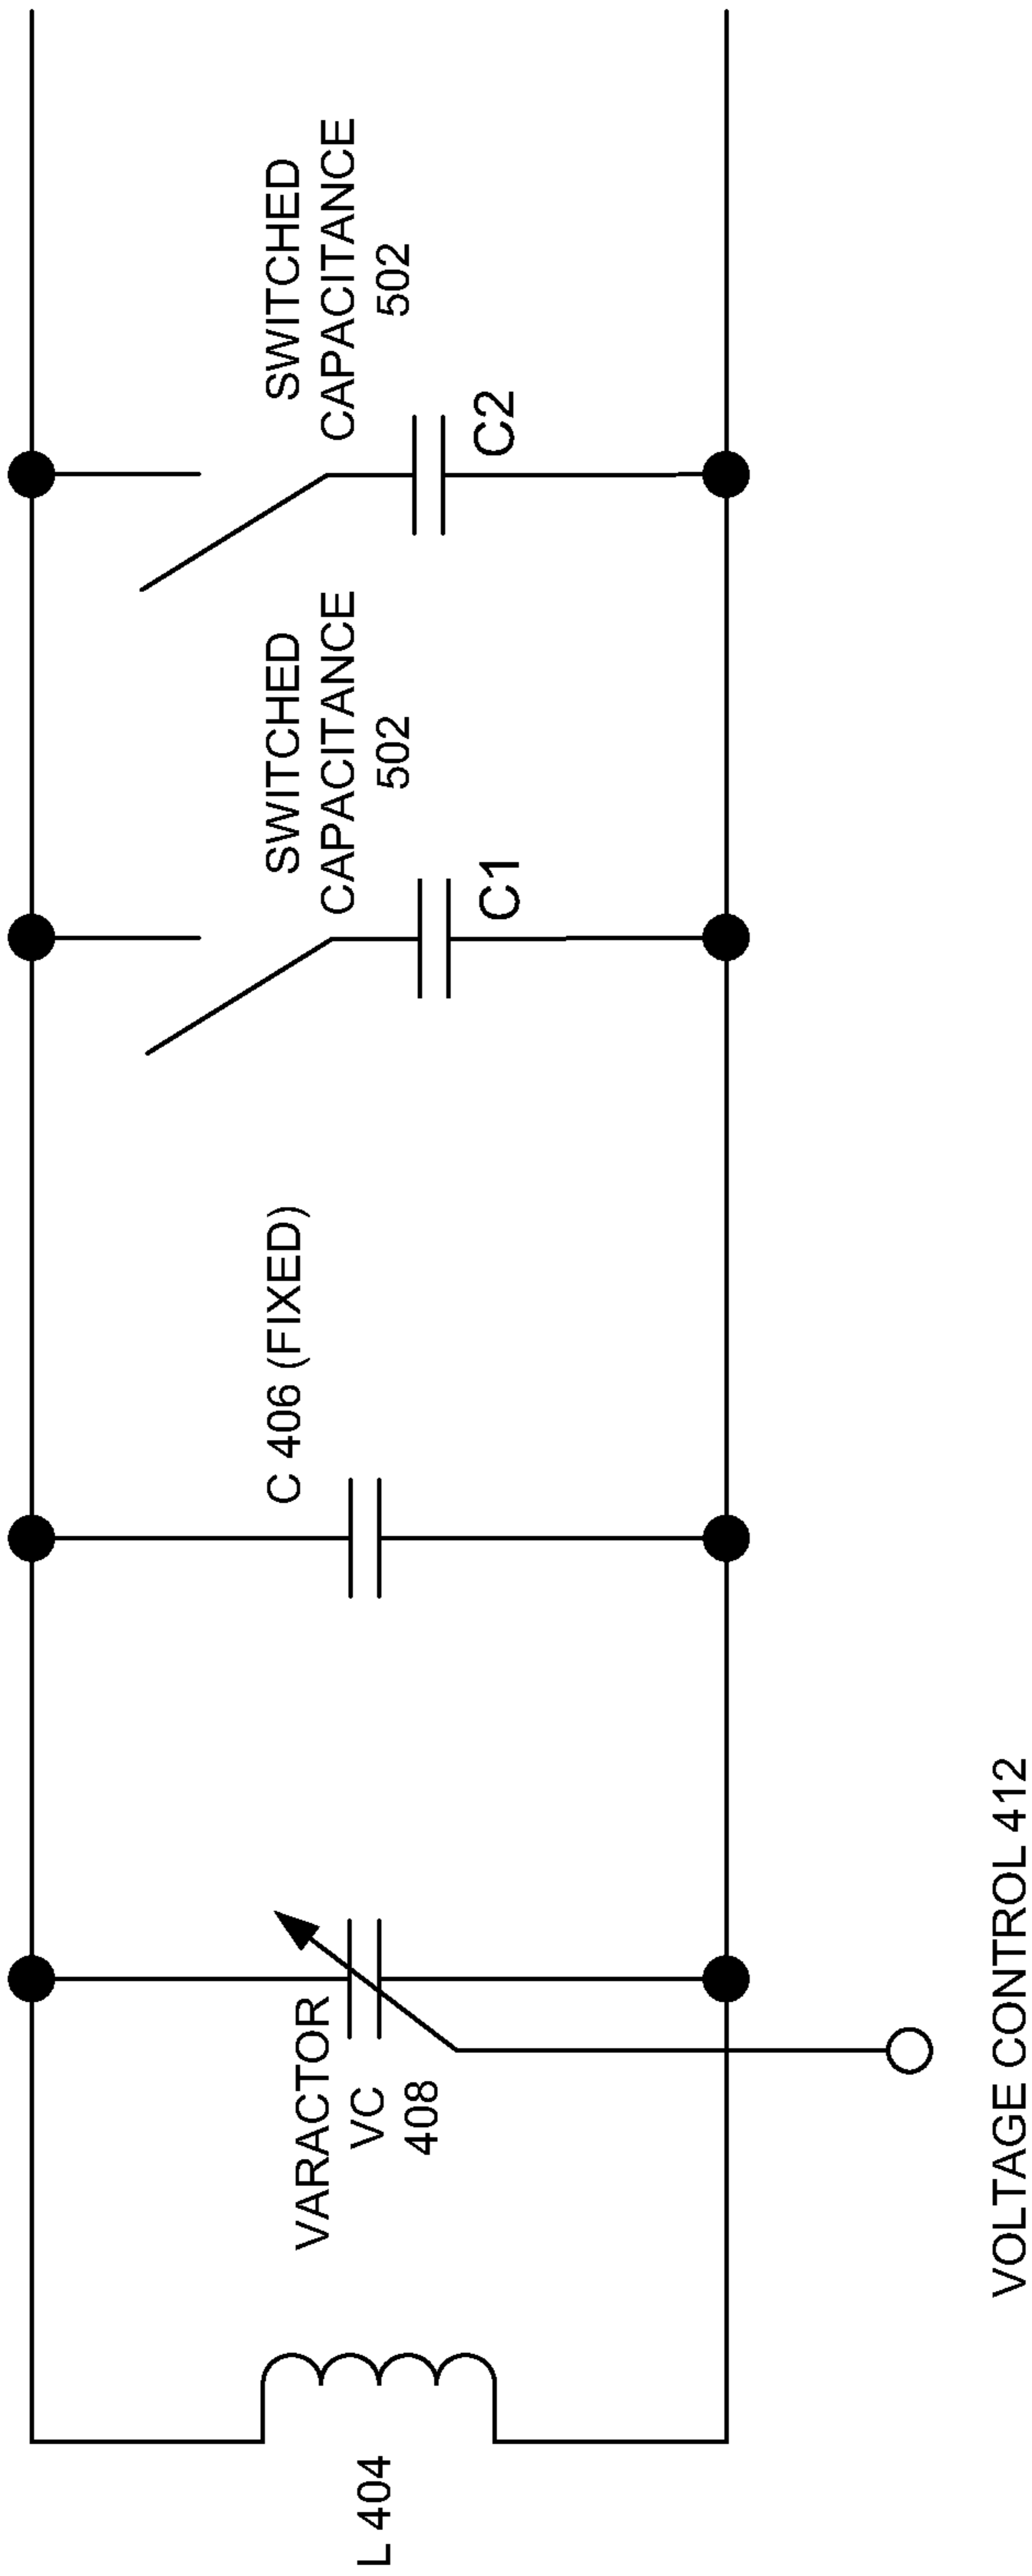 L 404
VARACTOR
VC
408
VOLTAGE CONTROL 412
C 406 (FIXED)
SWITCHED
CAPACITANCE
502
C1
SWITCHED
CAPACITANCE
502
C2